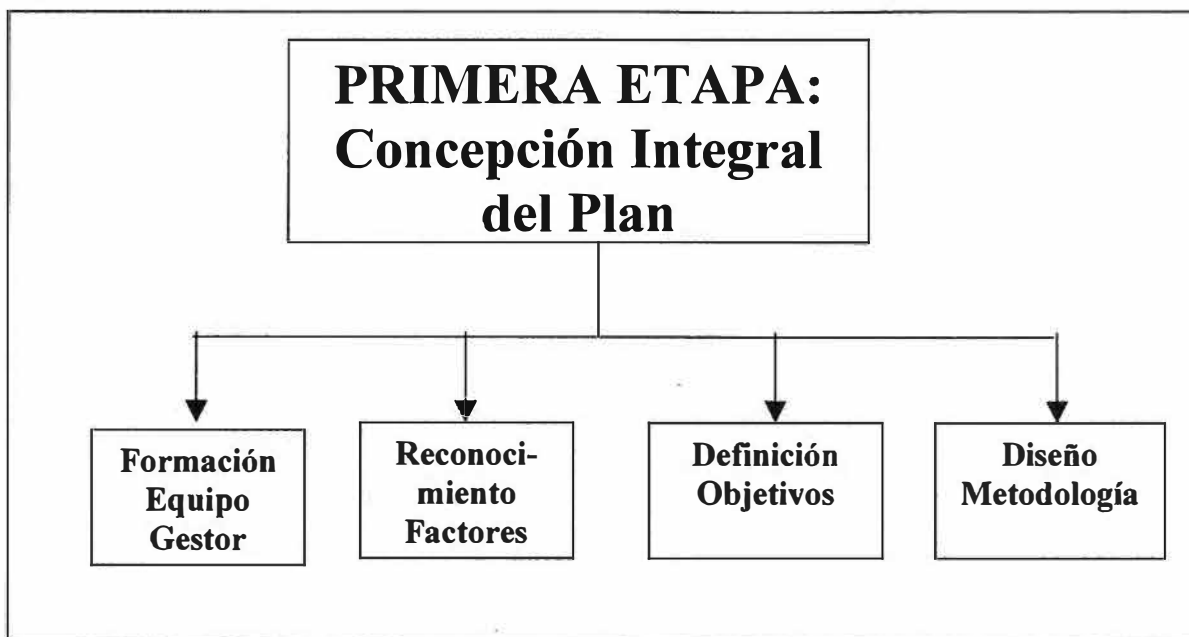 PRIMERA ETAPA:
Concepción Integral
del Plan
Formación
Equipo
Gestor
Reconoci-
miento
Factores
Definición
Objetivos
Diseño
Metodología